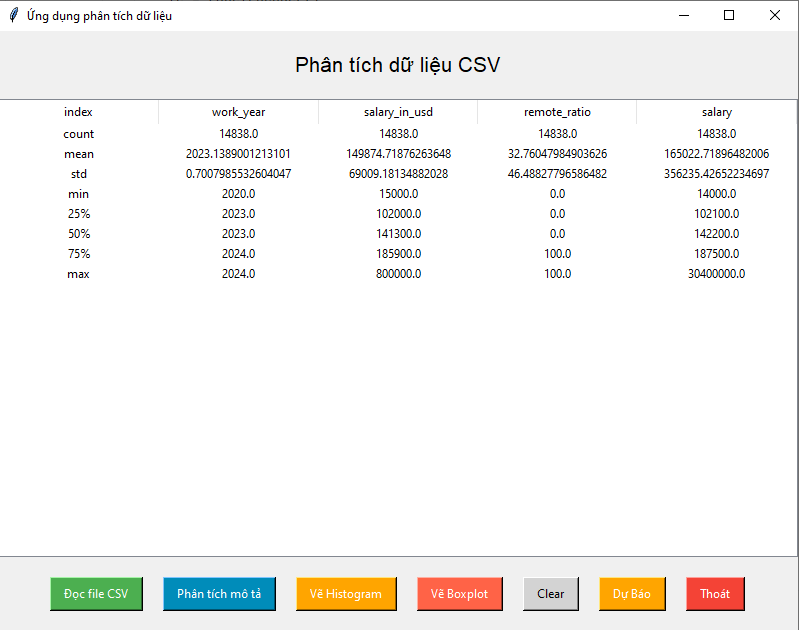 Ứng dụng phân tích dữ liệu
Phân tích dữ liệu CSV
index work_year salary_in_usd remote_ratio salary
count 14838.0 14838.0 14838.0 14838.0
mean 2023.1389001213101 149874.71876263648 32.76047984903626 165022.71896482006
std 0.7007985532604047 69009.18134882028 46.48827796586482 356235.42652234697
min 2020.0 15000.0 0.0 14000.0
25% 2023.0 102000.0 0.0 102100.0
50% 2023.0 141300.0 0.0 142200.0
75% 2024.0 185900.0 100.0 187500.0
max 2024.0 800000.0 100.0 30400000.0
Đọc file CSV Phân tích mô tả Vẽ Histogram Vẽ Boxplot Clear Dự Báo Thoát